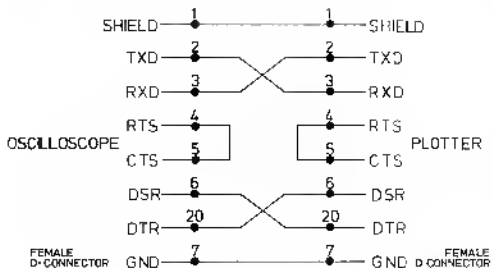 SHIELD 1 1 SHIELD
TXD 2 2 TXD
RXD 3 3 RXD
RTS 4 4 RTS
OSCILLOSCOPE PLOTTER
CTS 5 5 CTS
DSR 6 6 DSR
DTR 20 20 DTR
FEMALE D-CONNECTOR GND 7 7 GND FEMALE D CONNECTOR